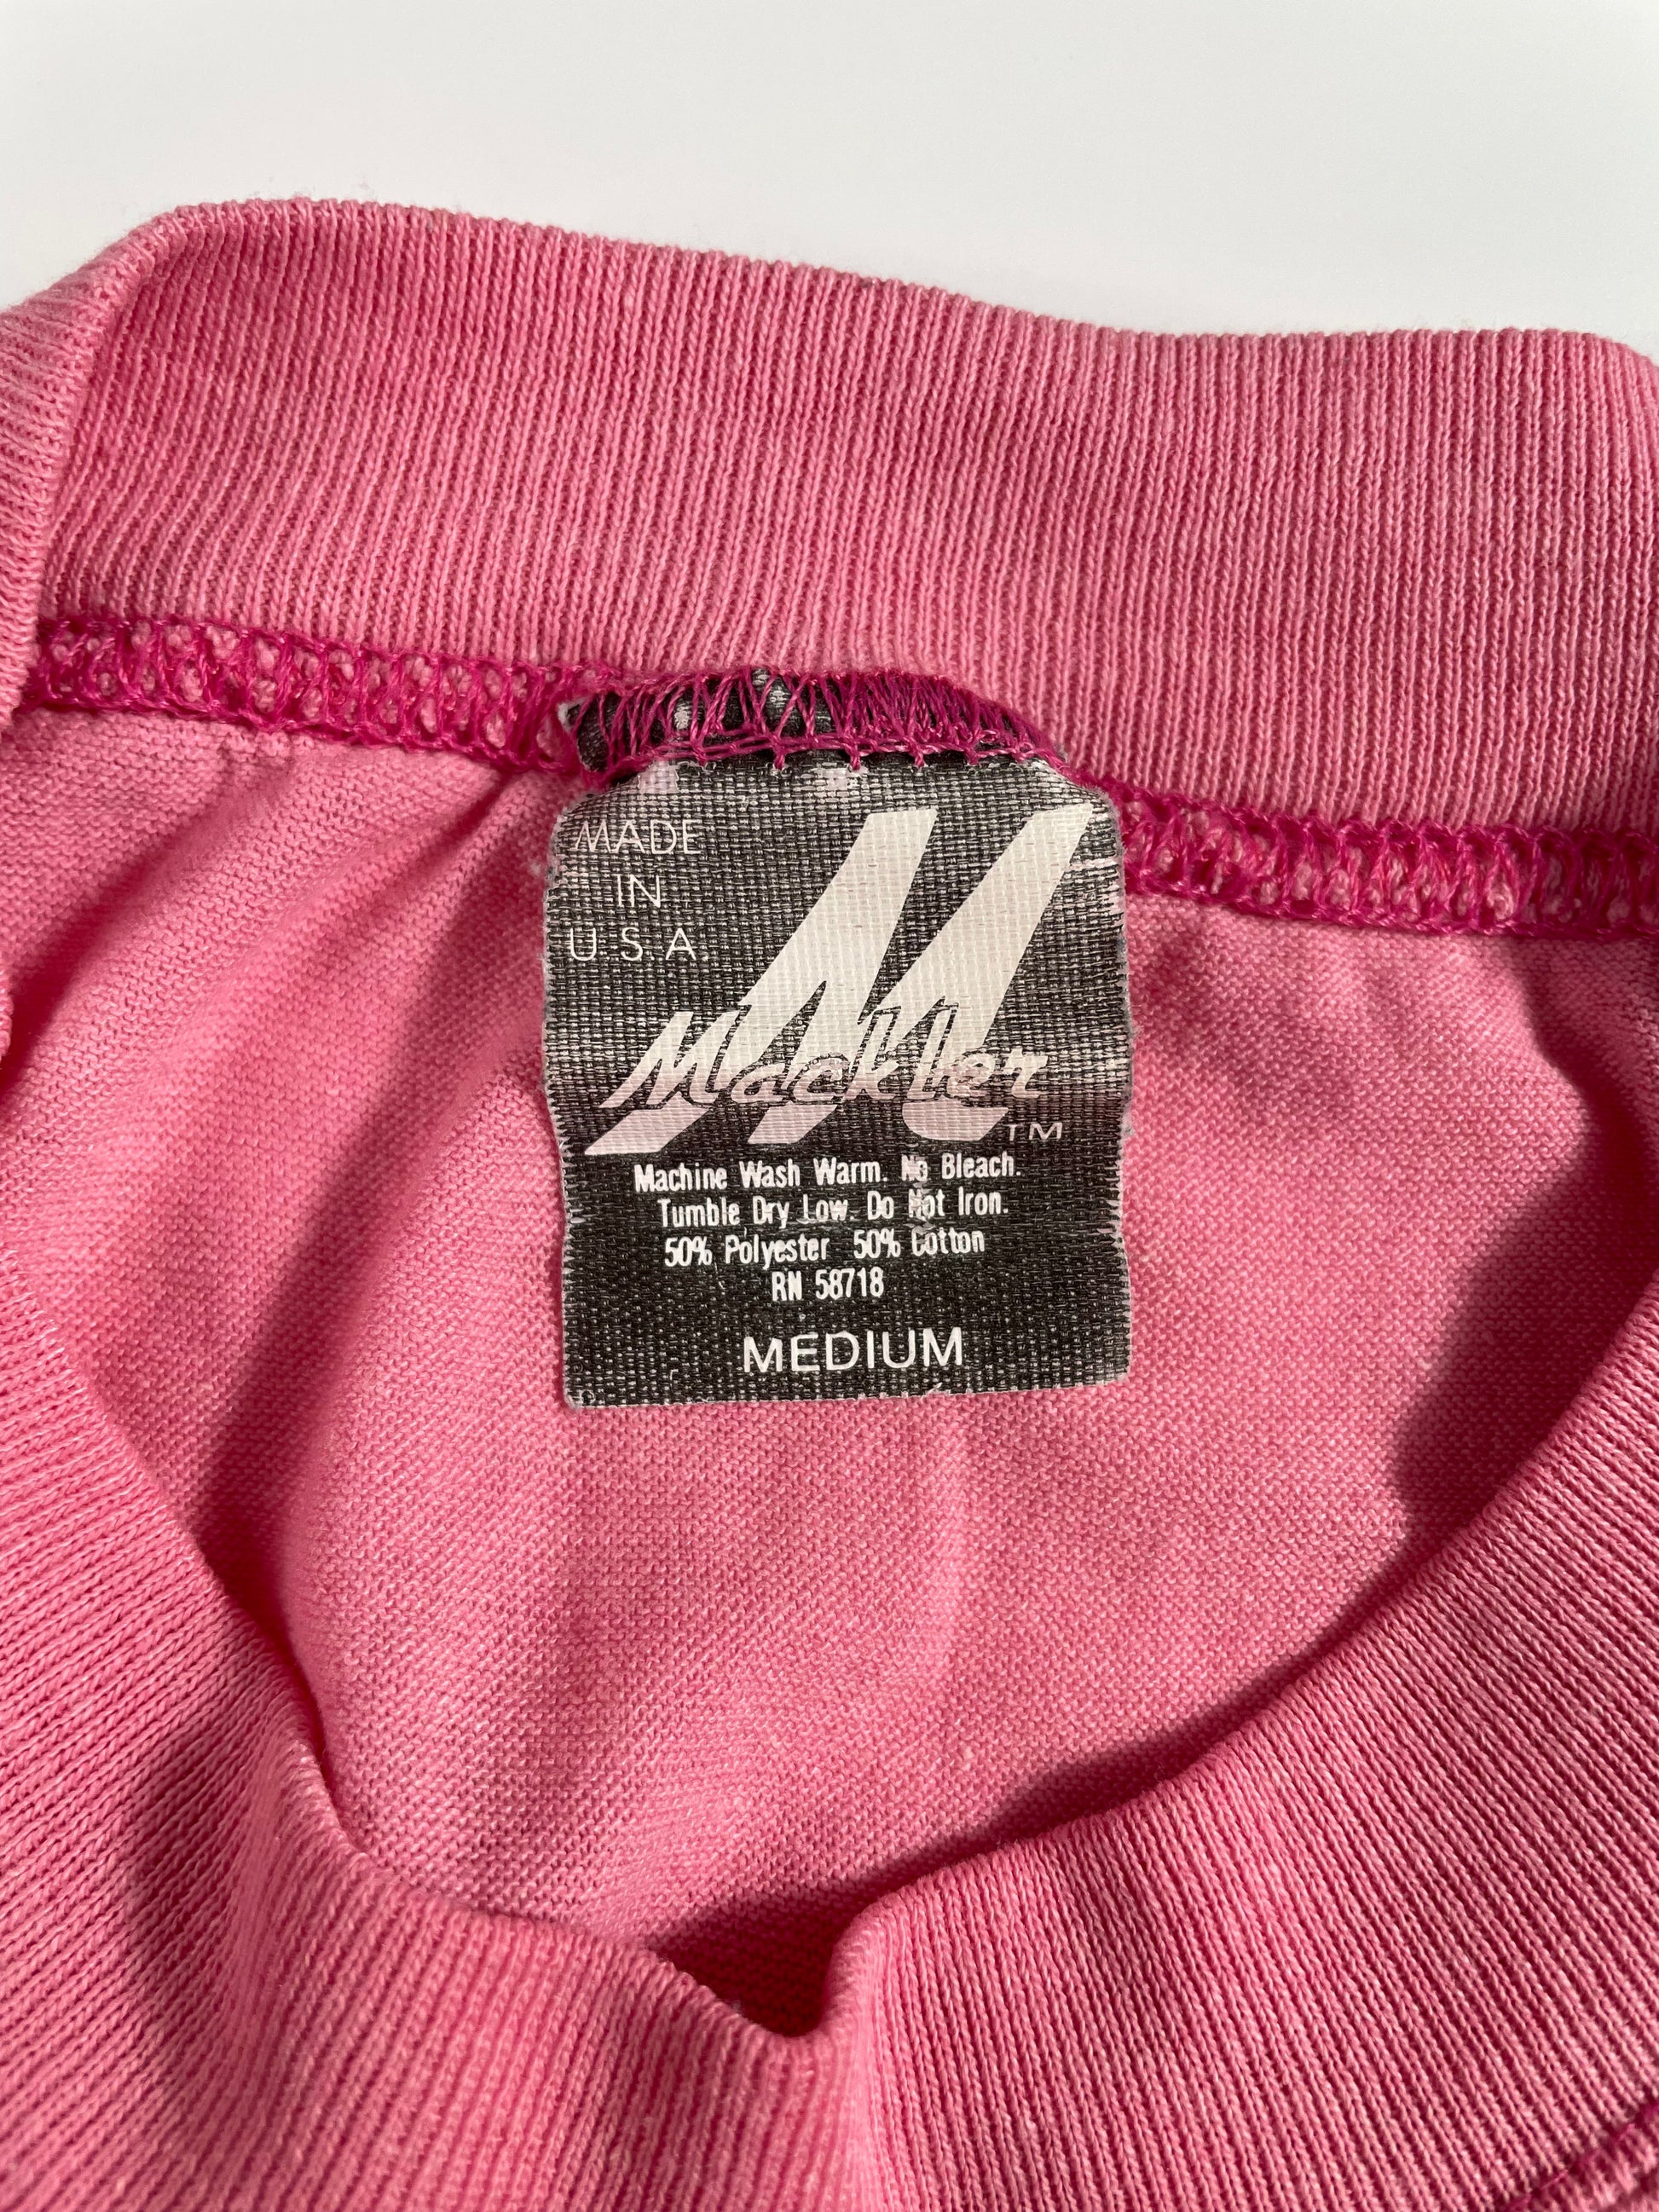 MADE
IN
U.S.A.
M
Mackler
TM
Machine Wash Warm. No Bleach.
Tumble Dry Low. Do Not Iron.
50% Polyester 50% Cotton
RN 58718
MEDIUM